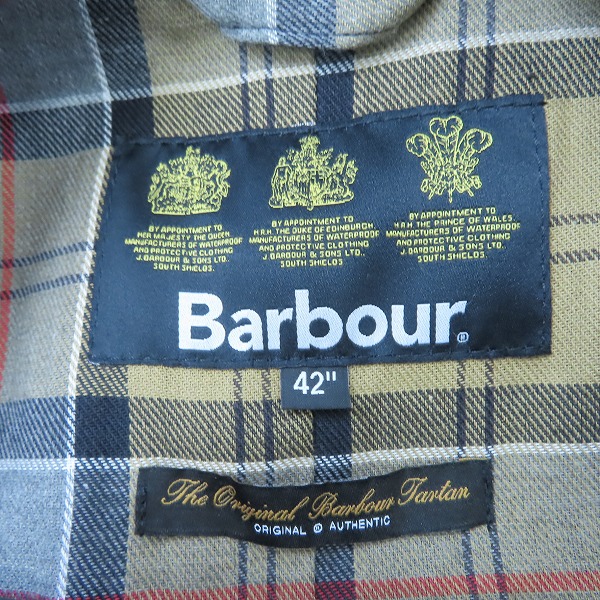 BY APPOINTMENT TO
HER MAJESTY THE QUEEN
MANUFACTURERS OF WATERPROOF
AND PROTECTIVE CLOTHING
J. BARBOUR & SONS LTD.
SOUTH SHIELDS.
BY APPOINTMENT TO
H.R.H. THE DUKE OF EDINBURGH,
MANUFACTURERS OF WATERPROOF
AND PROTECTIVE CLOTHING
J. BARBOUR & SONS LTD.
SOUTH SHIELDS.
BY APPOINTMENT TO
H.R.H. THE PRINCE OF WALES
MANUFACTURERS OF WATERPROOF
AND PROTECTIVE CLOTHING
J. BARBOUR & SONS LTD.
SOUTH SHIELDS.
Barbour®
42"
The Original Barbour Tartan
ORIGINAL & AUTHENTIC